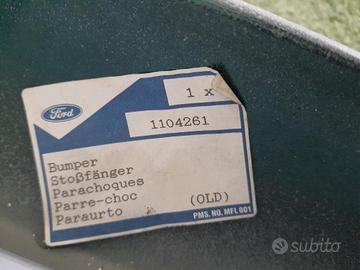 Ford
1 x
1104261
Bumper
Stoßfänger
Parachoques
Parre-choc
Paraurto (OLD)
PMS. NO. MFL 001
subito